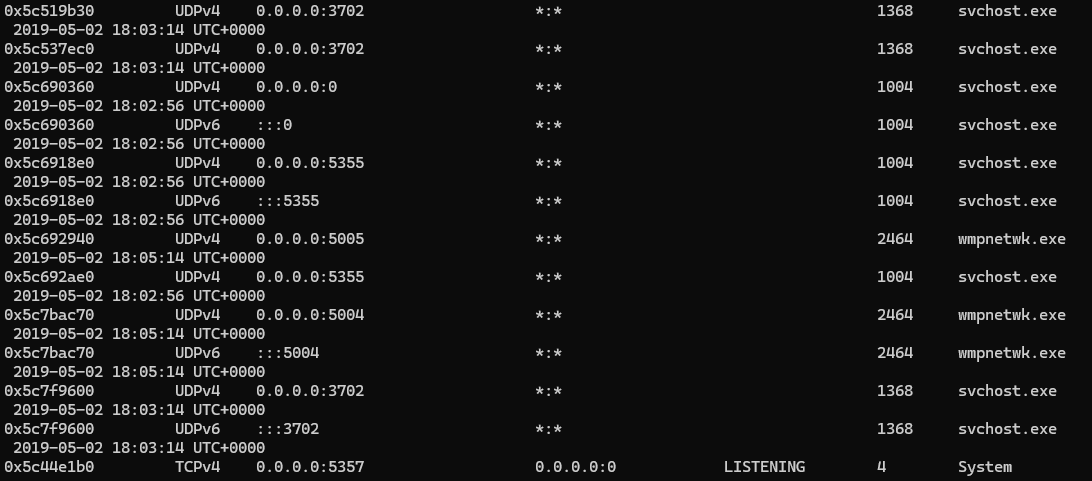 0x5c519b30         UDPv4    0.0.0.0:3702                   *:*                                   1368     svchost.exe
 2019-05-02 18:03:14 UTC+0000
0x5c537ec0         UDPv4    0.0.0.0:3702                   *:*                                   1368     svchost.exe
 2019-05-02 18:03:14 UTC+0000
0x5c690360         UDPv4    0.0.0.0:0                      *:*                                   1004     svchost.exe
 2019-05-02 18:02:56 UTC+0000
0x5c690360         UDPv6    :::0                           *:*                                   1004     svchost.exe
 2019-05-02 18:02:56 UTC+0000
0x5c6918e0         UDPv4    0.0.0.0:5355                   *:*                                   1004     svchost.exe
 2019-05-02 18:02:56 UTC+0000
0x5c6918e0         UDPv6    :::5355                        *:*                                   1004     svchost.exe
 2019-05-02 18:02:56 UTC+0000
0x5c692940         UDPv4    0.0.0.0:5005                   *:*                                   2464     wmpnetwk.exe
 2019-05-02 18:05:14 UTC+0000
0x5c692ae0         UDPv4    0.0.0.0:5355                   *:*                                   1004     svchost.exe
 2019-05-02 18:02:56 UTC+0000
0x5c7bac70         UDPv4    0.0.0.0:5004                   *:*                                   2464     wmpnetwk.exe
 2019-05-02 18:05:14 UTC+0000
0x5c7bac70         UDPv6    :::5004                        *:*                                   2464     wmpnetwk.exe
 2019-05-02 18:05:14 UTC+0000
0x5c7f9600         UDPv4    0.0.0.0:3702                   *:*                                   1368     svchost.exe
 2019-05-02 18:03:14 UTC+0000
0x5c7f9600         UDPv6    :::3702                        *:*                                   1368     svchost.exe
 2019-05-02 18:03:14 UTC+0000
0x5c44e1b0         TCPv4    0.0.0.0:5357                   0.0.0.0:0            LISTENING        4        System